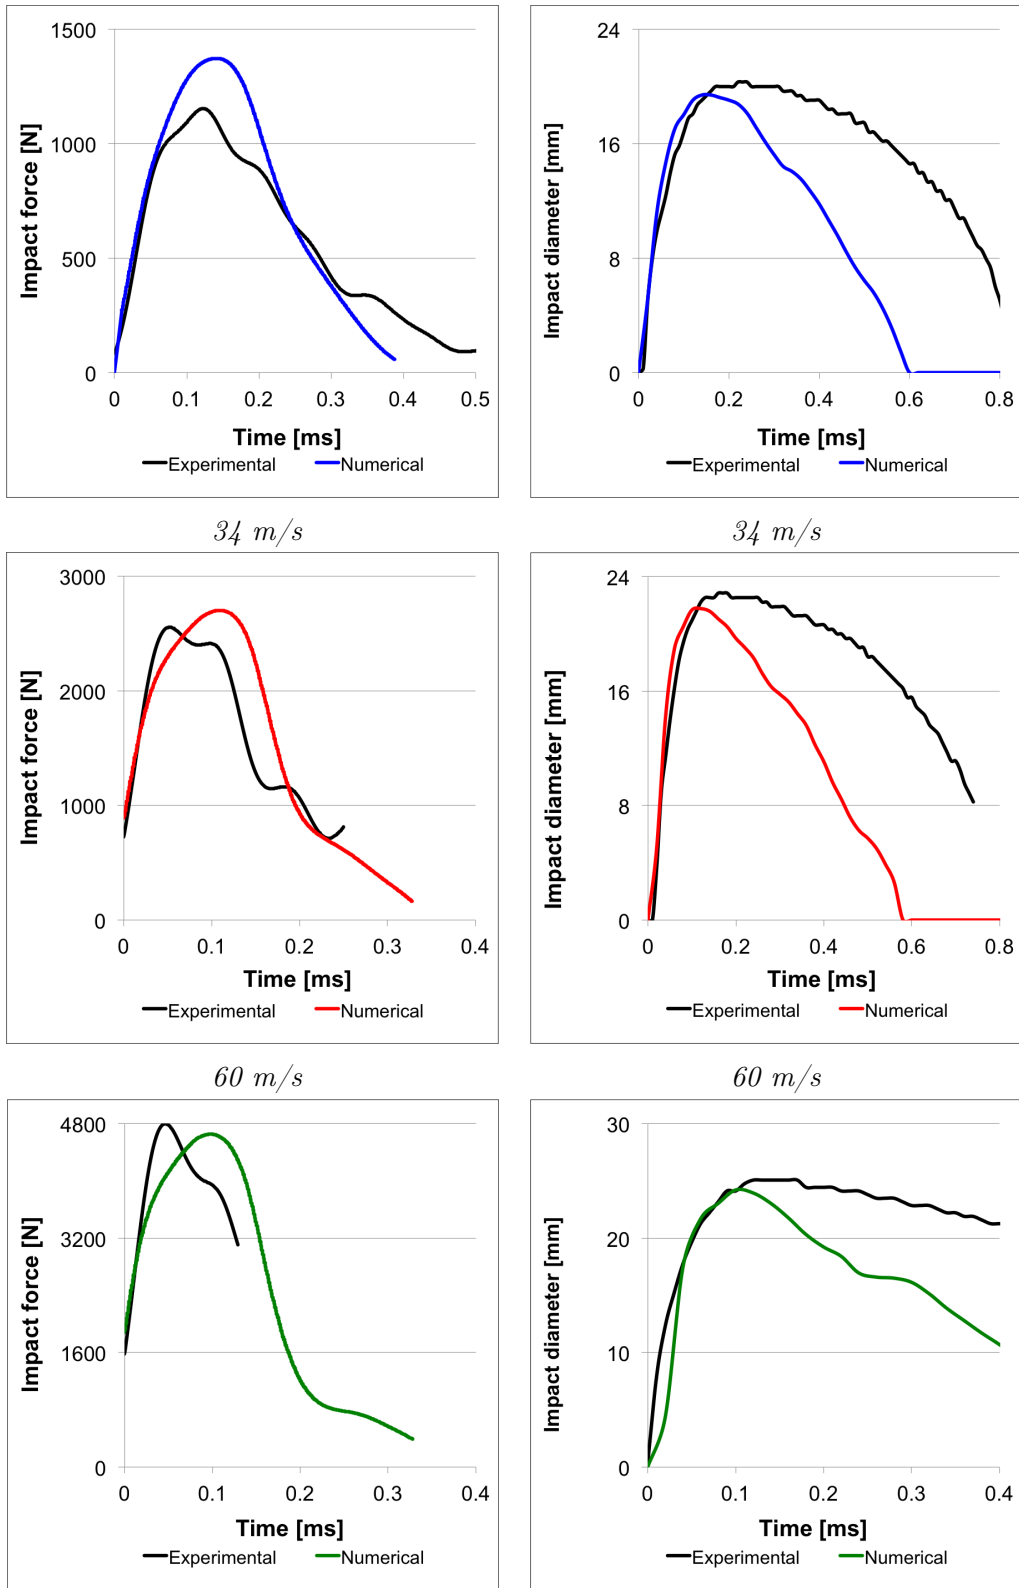 1500
1000
500
0
0
0.1
0.2
0.3
0.4
0.5
Impact force [N]
Time [ms]
Experimental
Numerical
24
16
8
0
0
0.2
0.4
0.6
0.8
Impact diameter [mm]
Time [ms]
Experimental
Numerical
34 m/s
34 m/s
3000
2000
1000
0
0
0.1
0.2
0.3
0.4
Impact force [N]
Time [ms]
Experimental
Numerical
24
16
8
0
0
0.2
0.4
0.6
0.8
Impact diameter [mm]
Time [ms]
Experimental
Numerical
60 m/s
60 m/s
4800
3200
1600
0
0
0.1
0.2
0.3
0.4
Impact force [N]
Time [ms]
Experimental
Numerical
30
20
10
0
0
0.1
0.2
0.3
0.4
Impact diameter [mm]
Time [ms]
Experimental
Numerical